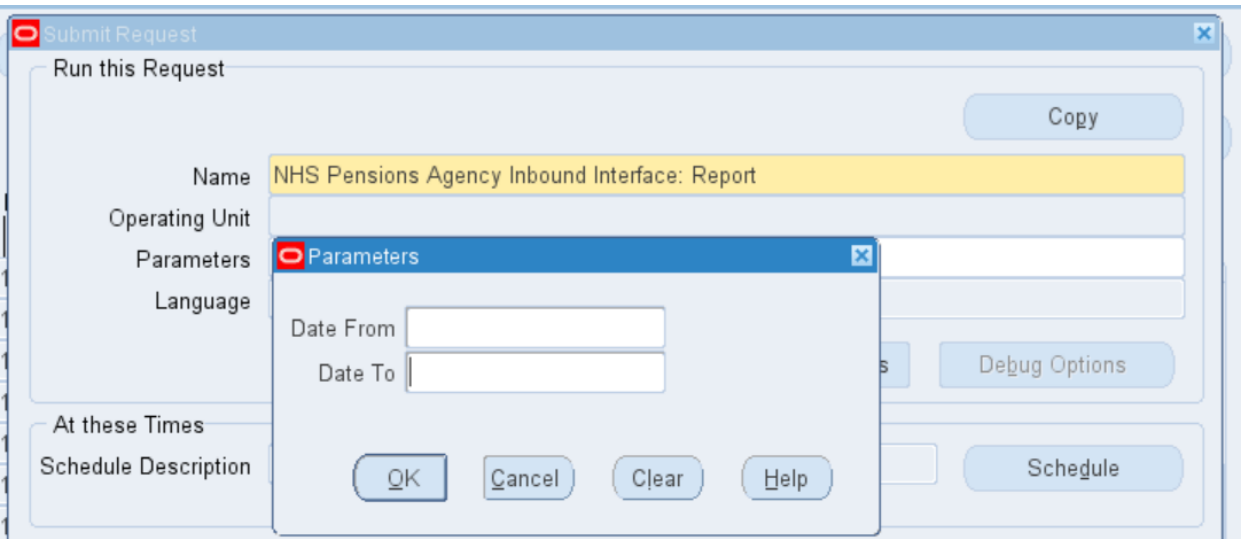 Submit Request
Run this Request
Copy
Name NHS Pensions Agency Inbound Interface: Report
Operating Unit
Parameters
Parameters
Language
Date From
Date To
s Debug Options
At these Times
Schedule Description
OK Cancel Clear Help
Schedule